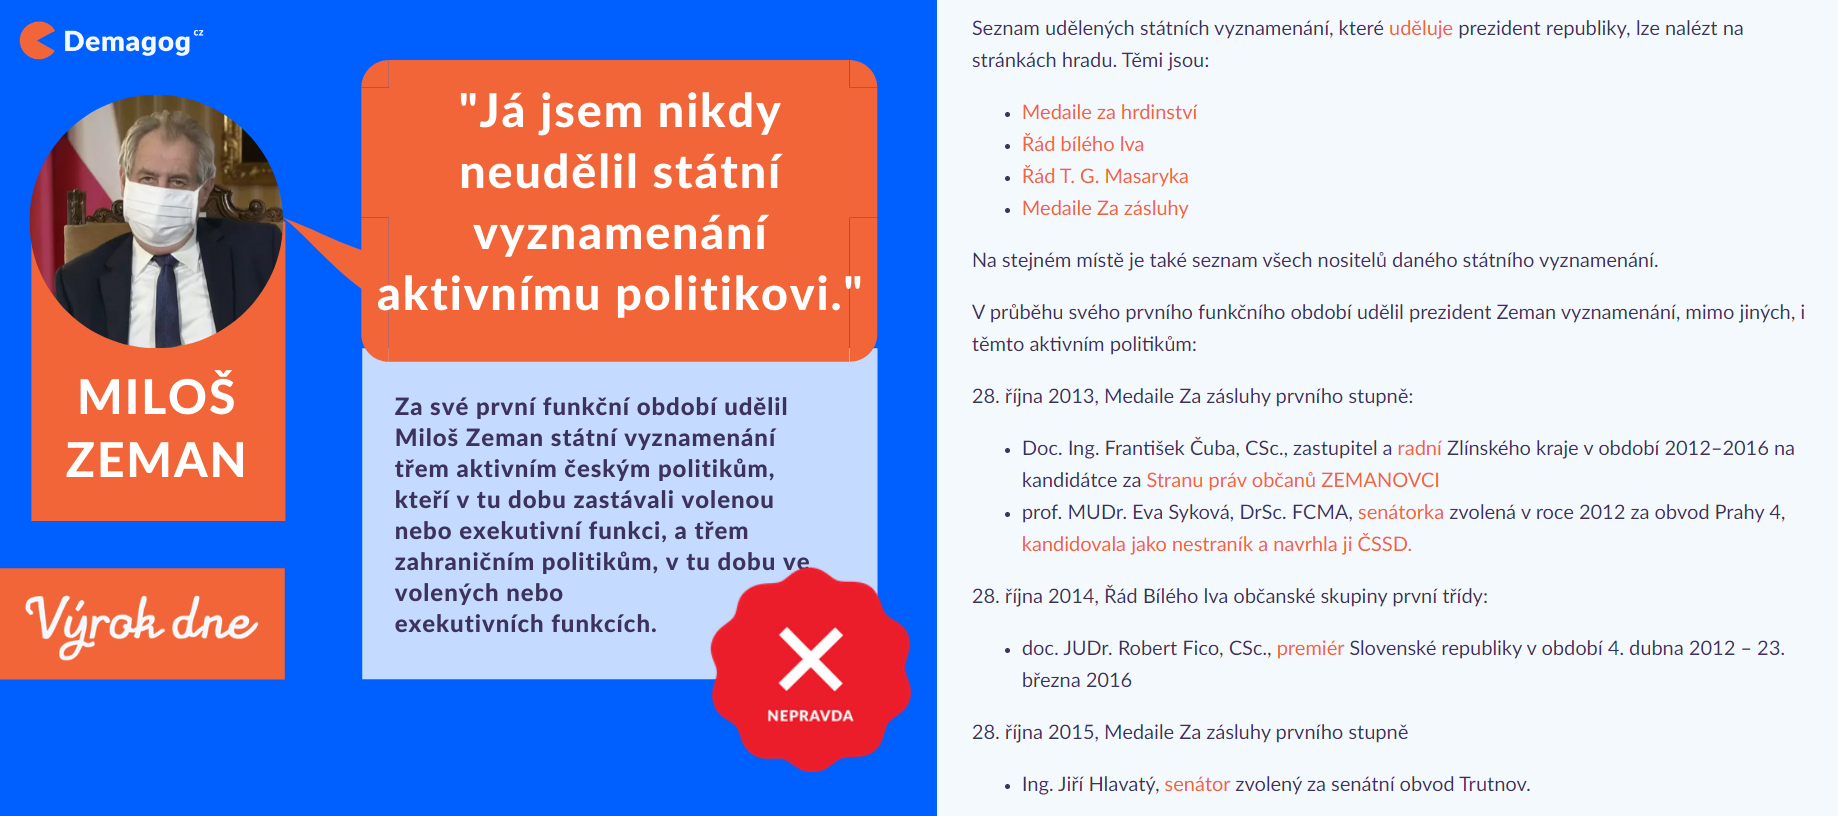 Demagog cz
"Já jsem nikdy
neudělil státní
vyznamenání
aktivnímu politikovi."
MILOŠ
ZEMAN
Za své první funkční období udělil
Miloš Zeman státní vyznamenání
třem aktivním českým politikům,
kteří v tu dobu zastávali volenou
nebo exekutivní funkci, a třem
zahraničním politikům, v tu dobu ve
volených nebo
exekutivních funkcích.
Výrok dne
NEPRAVDA
Seznam udělených státních vyznamenání, které uděluje prezident republiky, lze nalézt na
stránkách hradu. Těmi jsou:
• Medaile za hrdinství
• Řád bílého lva
• Řád T. G. Masaryka
• Medaile Za zásluhy
Na stejném místě je také seznam všech nositelů daného státního vyznamenání.
V průběhu svého prvního funkčního období udělil prezident Zeman vyznamenání, mimo jiných, i
těmto aktivním politikům:
28. října 2013, Medaile Za zásluhy prvního stupně:
• Doc. Ing. František Čuba, CSc., zastupitel a radní Zlínského kraje v období 2012–2016 na
kandidátce za Stranu práv občanů ZEMANOVCI
• prof. MUDr. Eva Syková, DrSc. FCMA, senátorka zvolená v roce 2012 za obvod Prahy 4,
kandidovala jako nestraník a navrhla ji ČSSD.
28. října 2014, Řád Bílého lva občanské skupiny první třídy:
• doc. JUDr. Robert Fico, CSc., premiér Slovenské republiky v období 4. dubna 2012 – 23.
března 2016
28. října 2015, Medaile Za zásluhy prvního stupně
• Ing. Jiří Hlavatý, senátor zvolený za senátní obvod Trutnov.